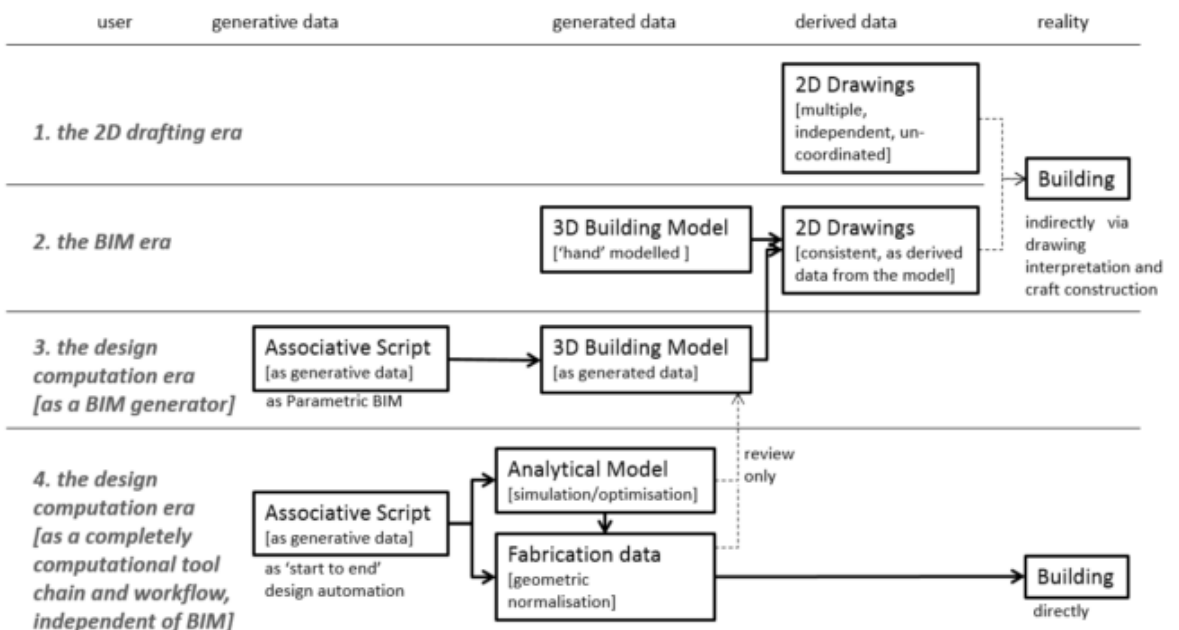 user
generative data
generated data
derived data
reality
1. the 2D drafting era
2D Drawings
[multiple,
independent, un-
coordinated]
Building
indirectly via
drawing
interpretation and
craft construction
2. the BIM era
3D Building Model
['hand' modelled ]
2D Drawings
[consistent, as derived
data from the model]
3. the design
computation era
[as a BIM generator]
Associative Script
[as generative data]
as Parametric BIM
3D Building Model
[as generated data]
4. the design
computation era
[as a completely
computational tool
chain and workflow,
independent of BIM]
Associative Script
[as generative data]
as 'start to end'
design automation
Analytical Model
[simulation/optimisation]
review
only
Fabrication data
[geometric
normalisation]
Building
directly